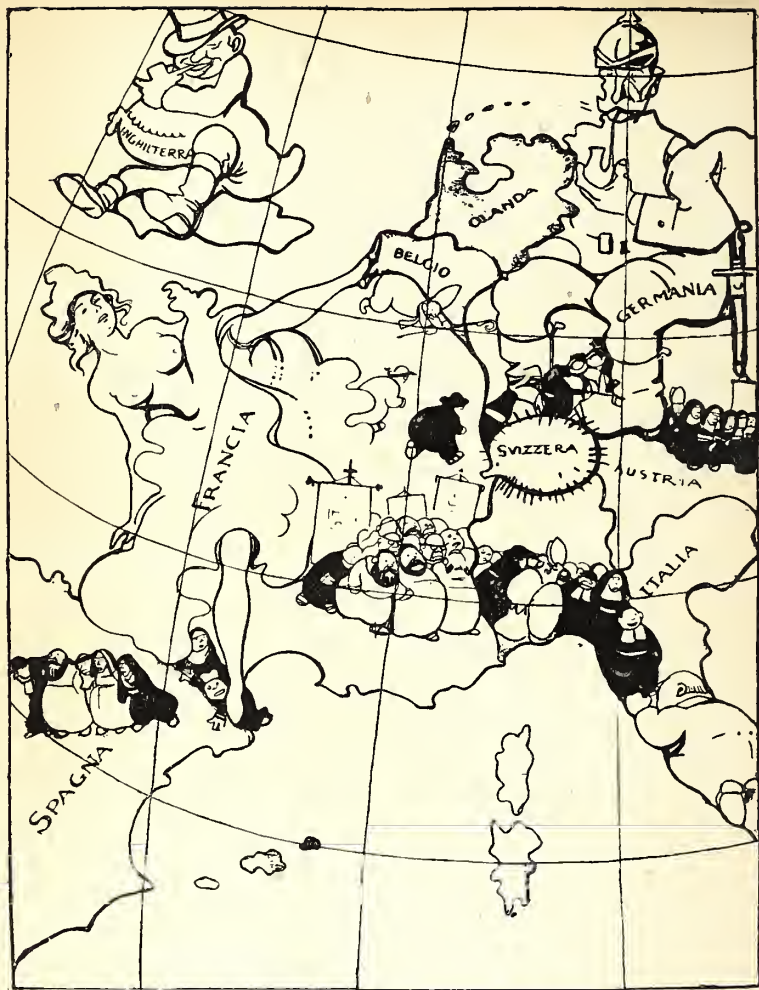 INGHILTERRA
OLANDA
BELGIO
GERMANIA
FRANCIA
SVIZZERA
AUSTRIA
ITALIA
SPAGNA